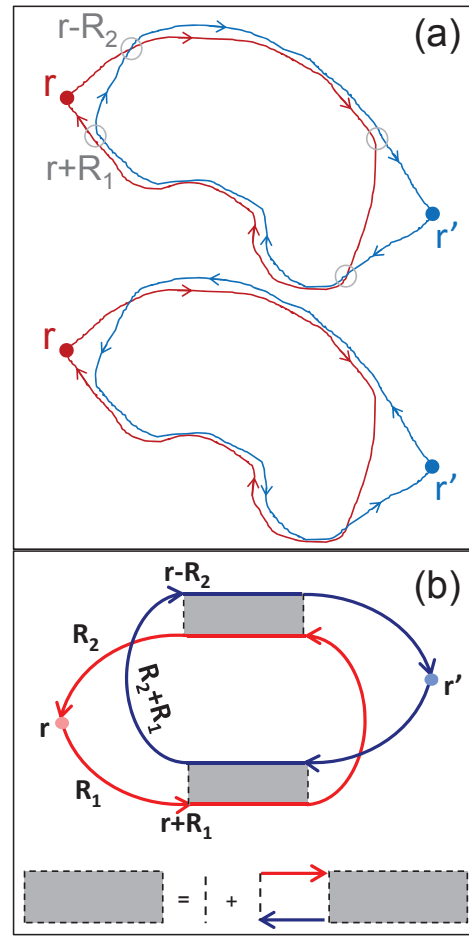 (a)
r-R₂
r
r+R₁
r'
r
r'
(b)
r-R₂
R₂
R₂+R₁
r'
r
R₁
r+R₁
= +